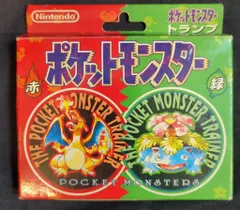 Nintendo
ポケットモンスター
トランプ
ポケットモンスター
赤
緑
THE POCKET MONSTER TRAINER
THE POCKET MONSTER TRAINER
POCKET MONSTERS